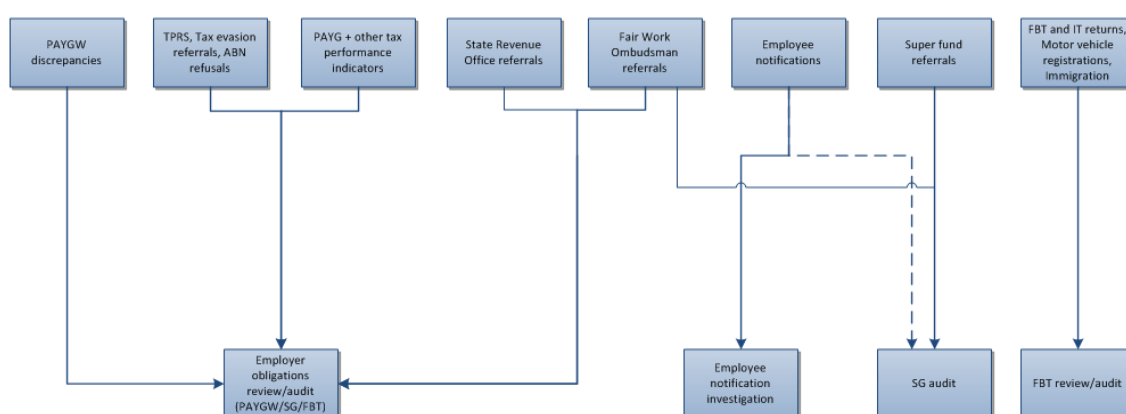 PAYGW
discrepancies
TPRS, Tax evasion
referrals, ABN
refusals
PAYG + other tax
performance
indicators
State Revenue
Office referrals
Fair Work
Ombudsman
referrals
Employee
notifications
Super fund
referrals
FBT and IT returns,
Motor vehicle
registrations,
Immigration
Employer
obligations
review/audit
(PAYGW/SG/FBT)
Employee
notification
investigation
SG audit
FBT review/audit